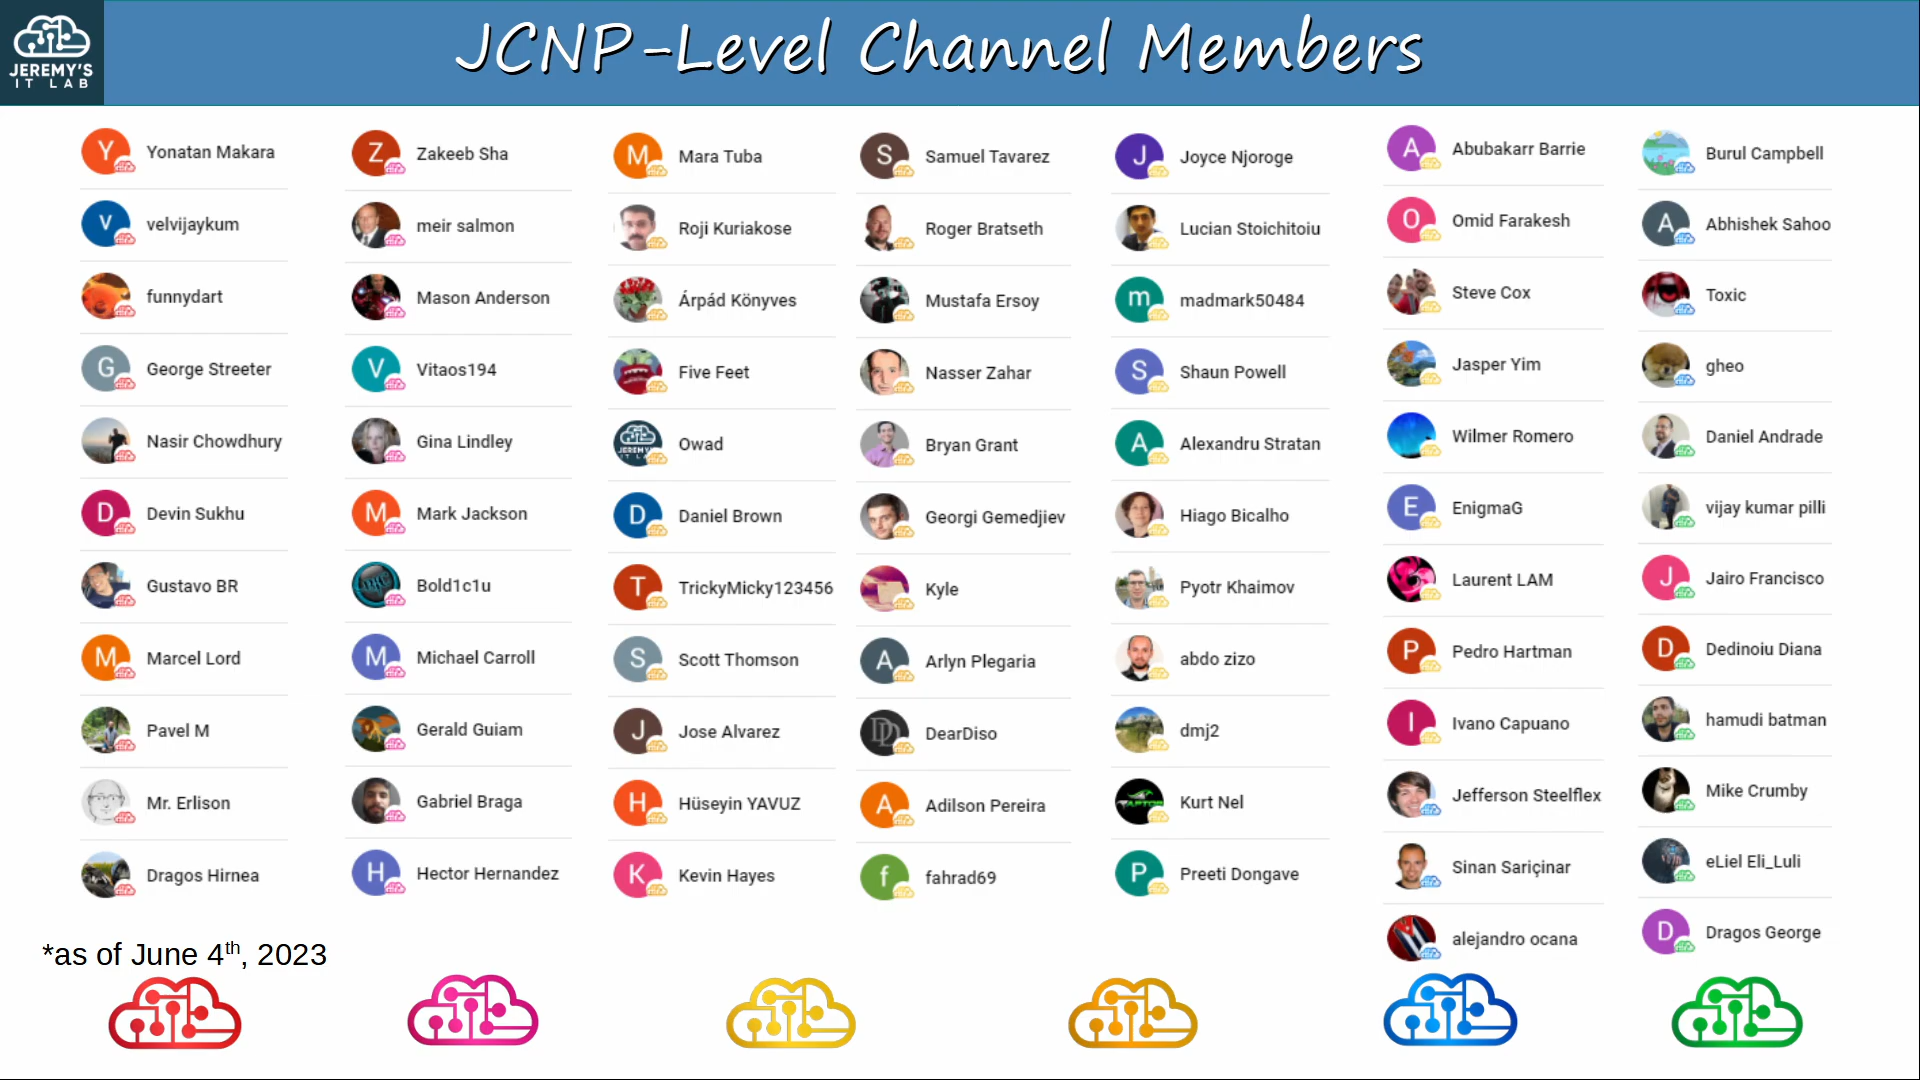 JEREMY'S
IT LAB
JCNP-Level Channel Members
Y Yonatan Makara
v velvijaykum
funnydart
G George Streeter
Nasir Chowdhury
D Devin Sukhu
Gustavo BR
M Marcel Lord
Pavel M
Mr. Erlison
Dragos Hirnea
Z Zakeeb Sha
meir salmon
Mason Anderson
V Vitaos194
Gina Lindley
M Mark Jackson
Bold1c1u
M Michael Carroll
Gerald Guiam
Gabriel Braga
H Hector Hernandez
M Mara Tuba
Roji Kuriakose
Árpád Könyves
Five Feet
Owad
D Daniel Brown
T TrickyMicky123456
S Scott Thomson
J Jose Alvarez
H Hüseyin YAVUZ
K Kevin Hayes
S Samuel Tavarez
Roger Bratseth
Mustafa Ersoy
Nasser Zahar
Bryan Grant
Georgi Gemedjiev
Kyle
A Arlyn Plegaria
DearDiso
A Adilson Pereira
f fahrad69
J Joyce Njoroge
Lucian Stoichitoiu
m madmark50484
S Shaun Powell
A Alexandru Stratan
Hiago Bicalho
Pyotr Khaimov
abdo zizo
dmj2
Kurt Nel
P Preeti Dongave
A Abubakarr Barrie
O Omid Farakesh
Steve Cox
Jasper Yim
Wilmer Romero
E EnigmaG
Laurent LAM
P Pedro Hartman
I Ivano Capuano
Jefferson Steelflex
Sinan Sariçinar
alejandro ocana
Burul Campbell
A Abhishek Sahoo
Toxic
gheo
Daniel Andrade
vijay kumar pilli
J Jairo Francisco
D Dedinoiu Diana
hamudi batman
Mike Crumby
eLiel Eli_Luli
D Dragos George
*as of June 4th, 2023